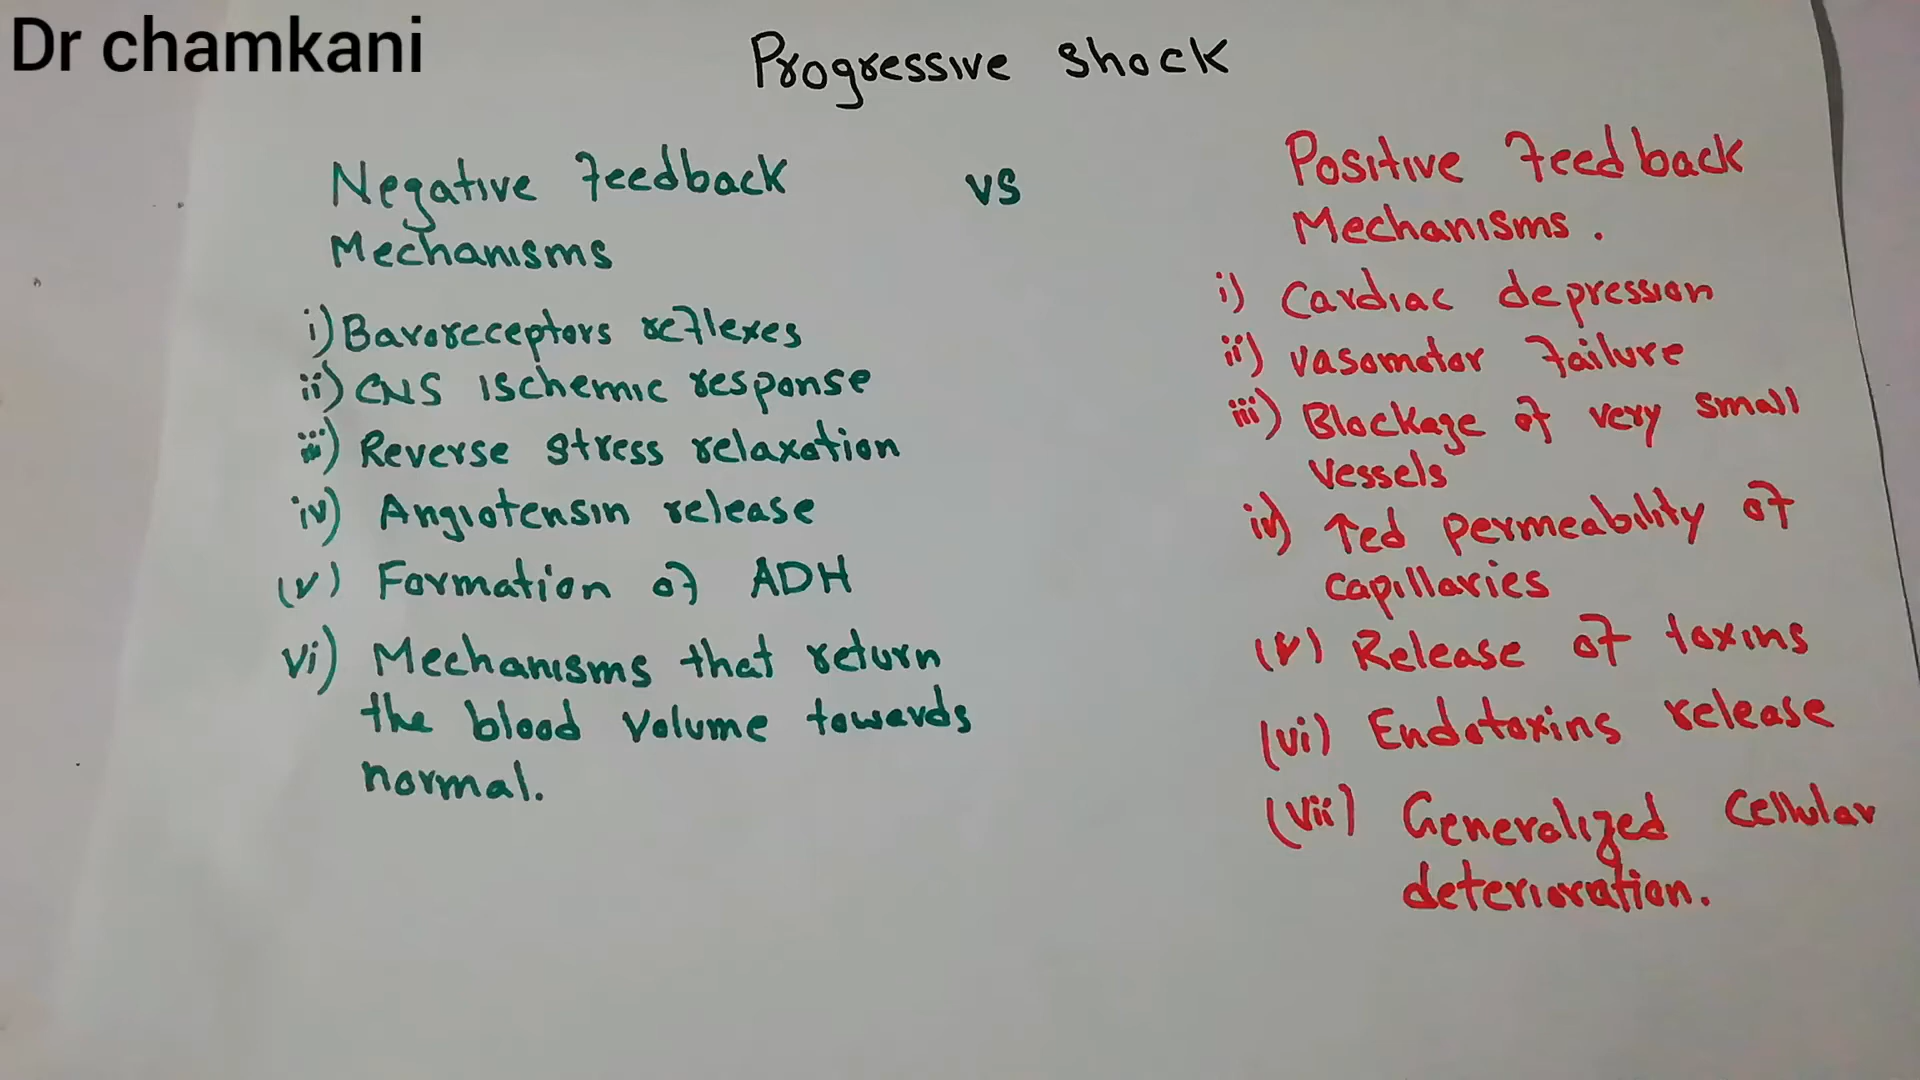 Dr chamkani
Progressive shock
Negative feedback
Mechanisms
vs
Positive feedback
Mechanisms.
i) Baroreceptors reflexes
ii) CNS ischemic response
iii) Reverse stress relaxation
iv) Angiotensin release
(v) Formation of ADH
vi) Mechanisms that return
the blood volume towards
normal.
i) Cardiac depression
ii) vasomotor failure
iii) Blockage of very small
vessels
iv) ↑ed permeability of
capillaries
(v) Release of toxins
(vi) Endotoxins release
(vii) Generalized cellular
deterioration.